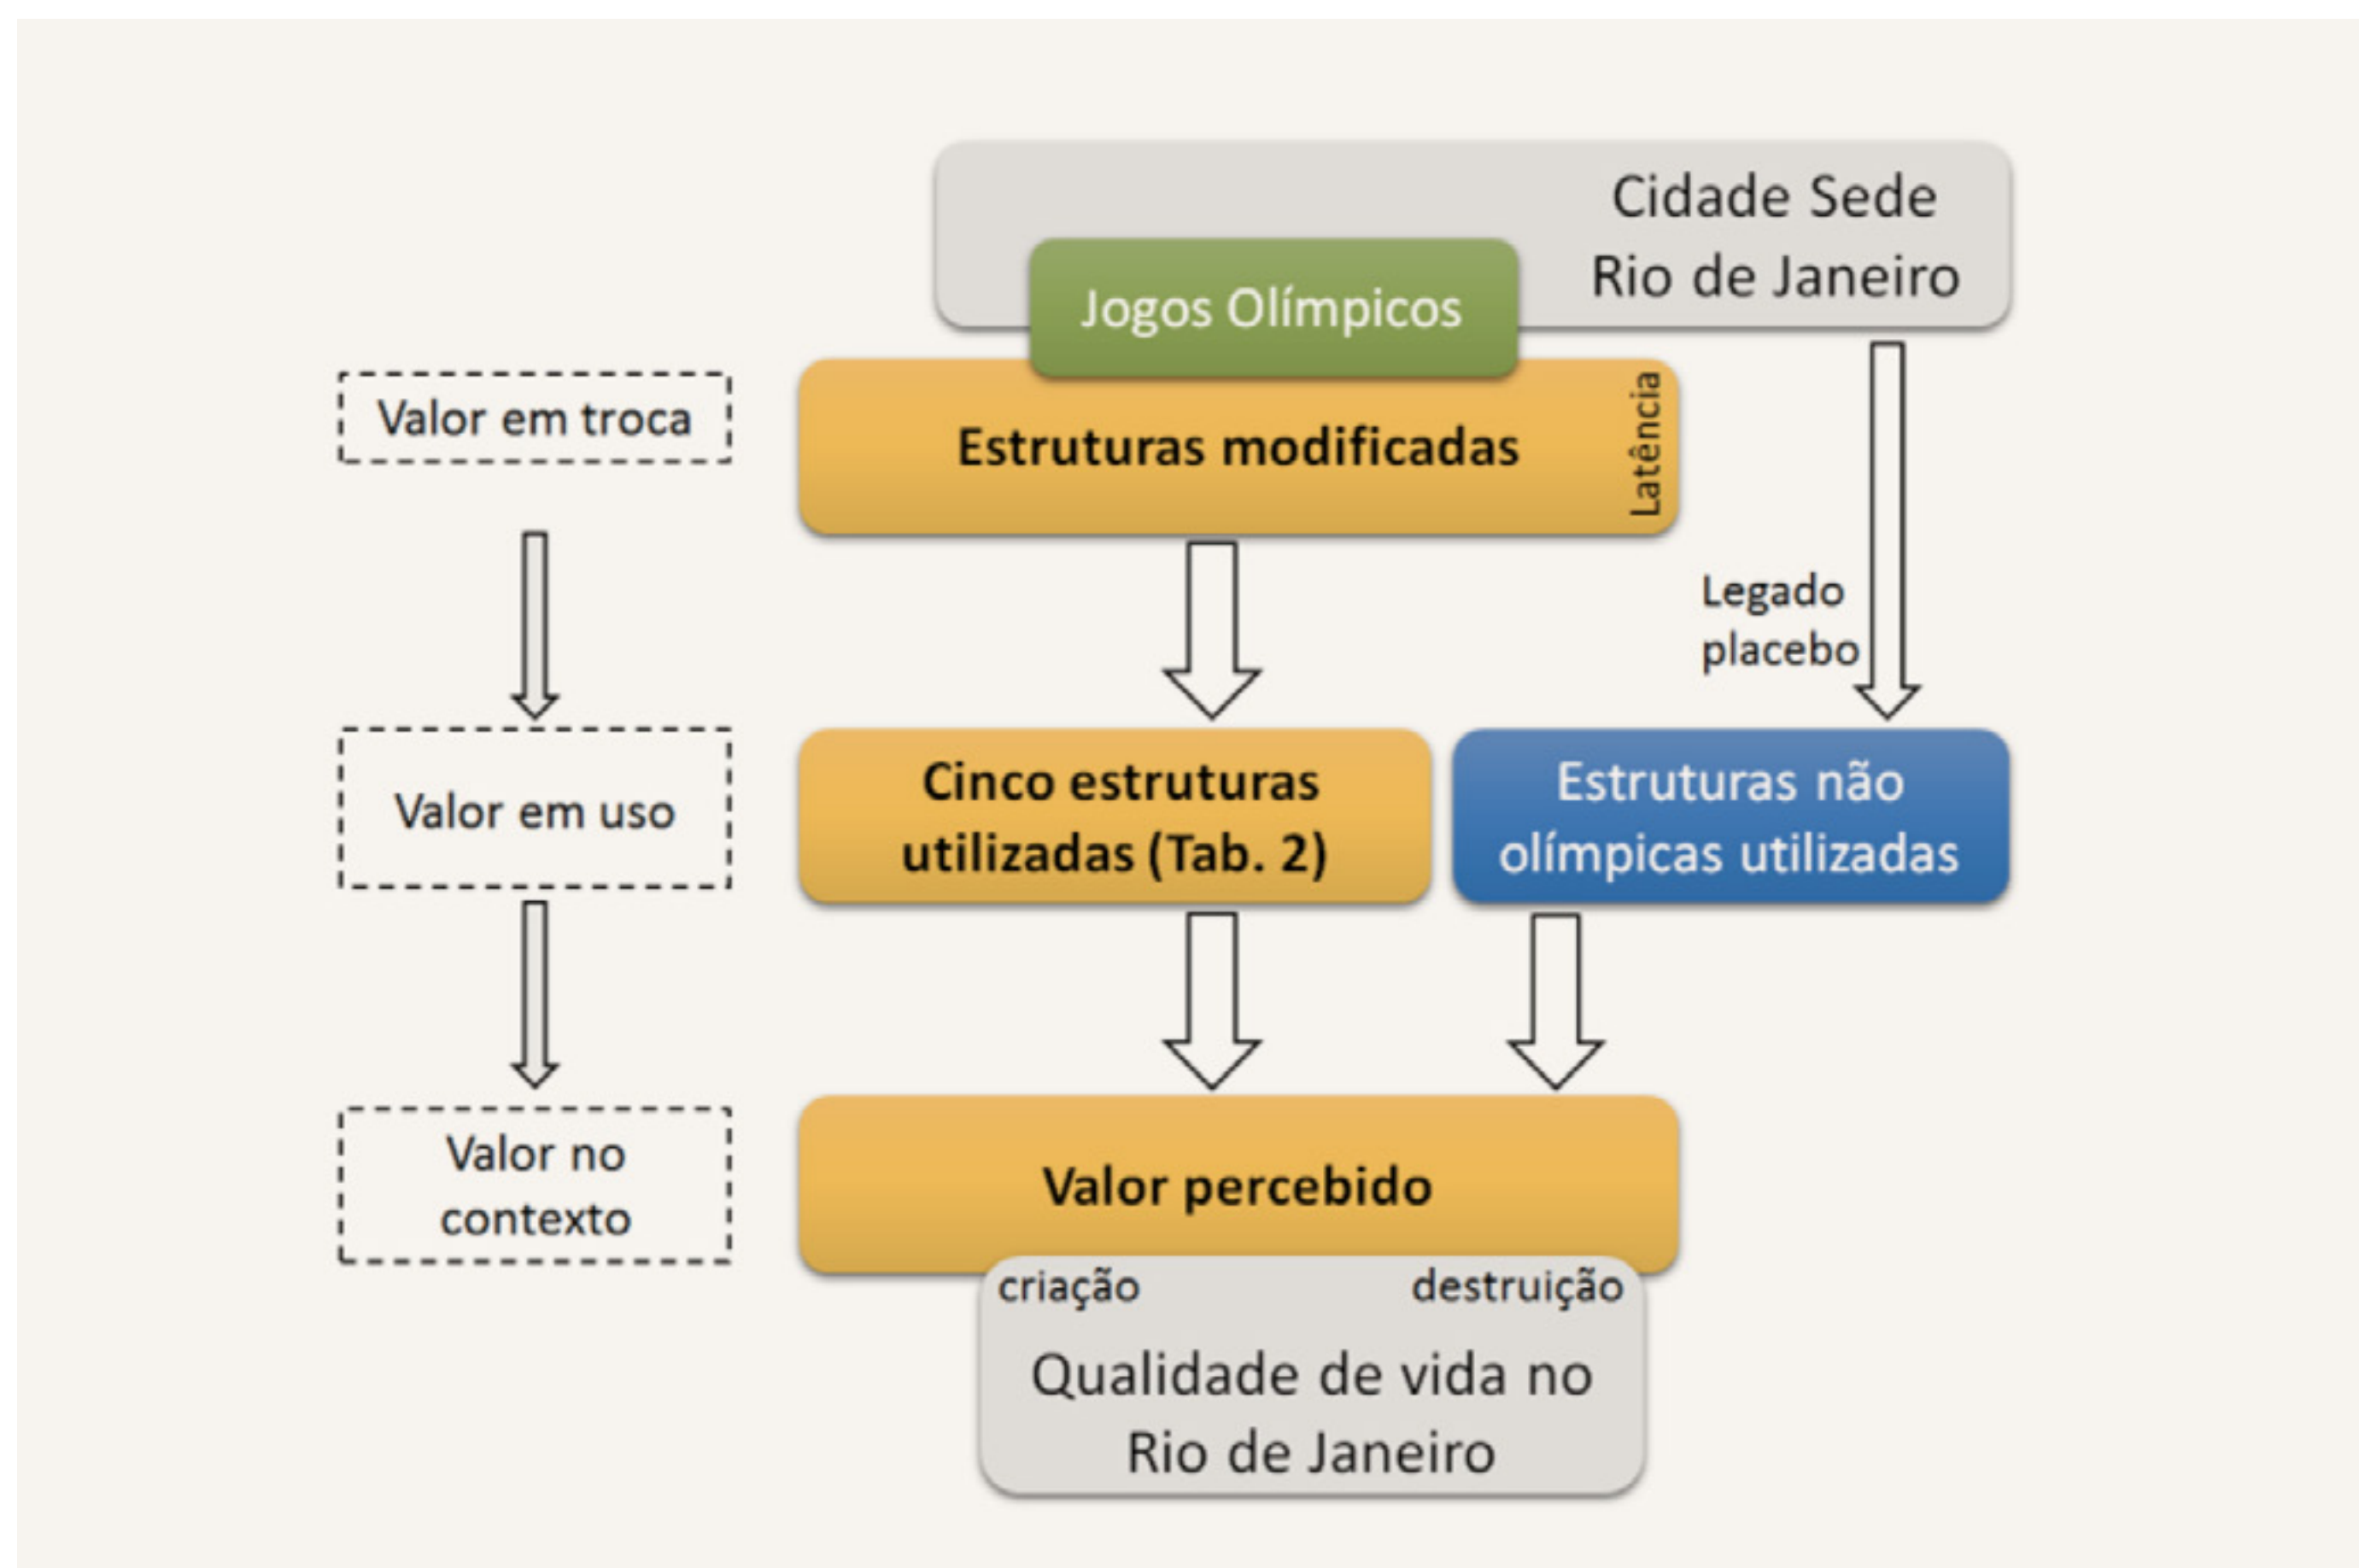 Cidade Sede
Rio de Janeiro
Jogos Olímpicos
Valor em troca
Estruturas modificadas
Latência
Legado
placebo
Valor em uso
Cinco estruturas
utilizadas (Tab. 2)
Estruturas não
olímpicas utilizadas
Valor no
contexto
Valor percebido
criação
destruição
Qualidade de vida no
Rio de Janeiro